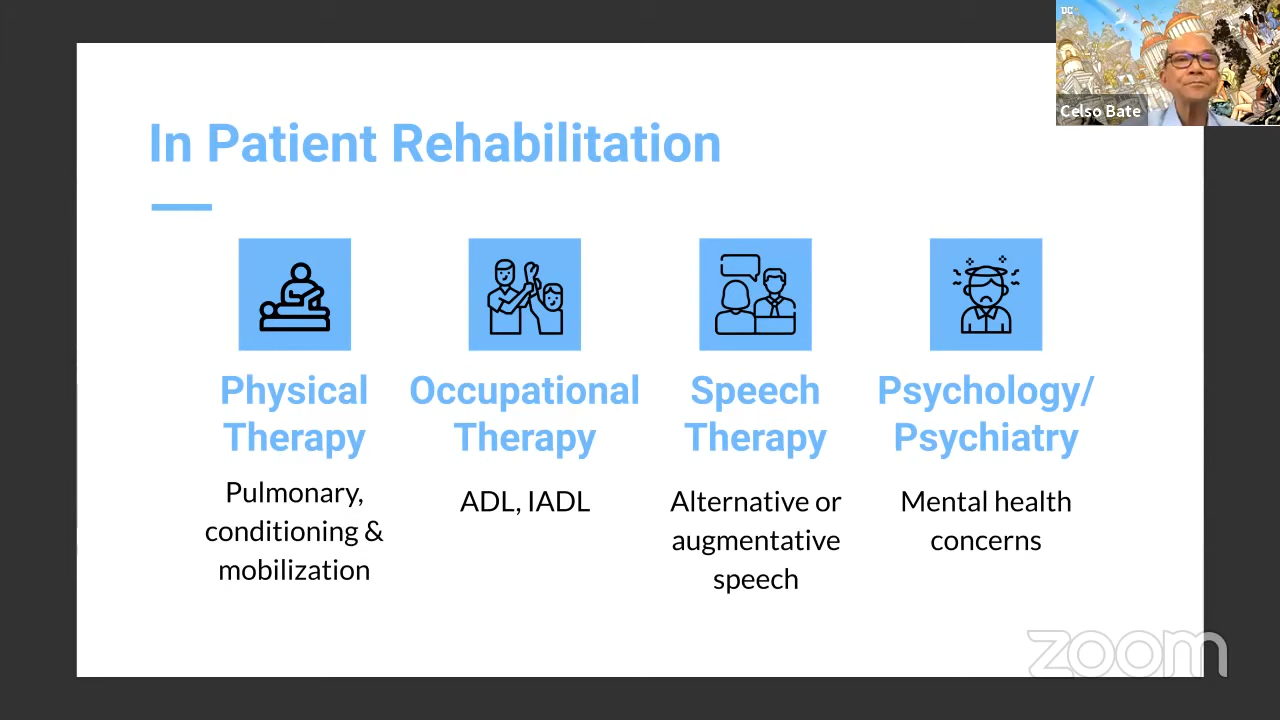 DC
Celso Bate
In Patient Rehabilitation
Physical
Therapy
Pulmonary,
conditioning &
mobilization
Occupational
Therapy
ADL, IADL
Speech
Therapy
Alternative or
augmentative
speech
Psychology/
Psychiatry
Mental health
concerns
zoom